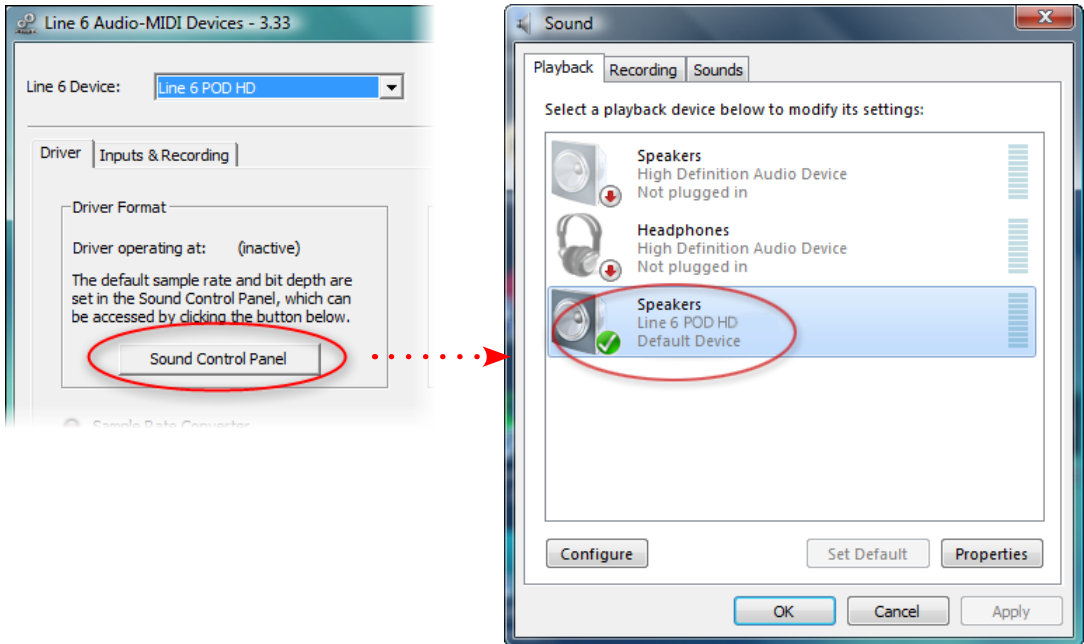 Line 6 Audio-MIDI Devices - 3.33
Line 6 Device:
Line 6 POD HD
Driver
Inputs & Recording
Driver Format
Driver operating at: (inactive)
The default sample rate and bit depth are
set in the Sound Control Panel, which can
be accessed by clicking the button below.
Sound Control Panel
Sample Rate Converter
Sound
Playback
Recording
Sounds
Select a playback device below to modify its settings:
Speakers
High Definition Audio Device
Not plugged in
Headphones
High Definition Audio Device
Not plugged in
Speakers
Line 6 POD HD
Default Device
Configure
Set Default
Properties
OK
Cancel
Apply